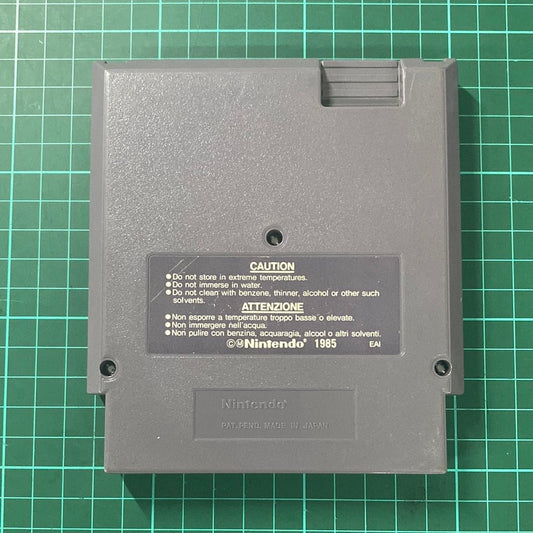 CAUTION
●Do not store in extreme temperatures.
●Do not immerse in water.
●Do not clean with benzene, thinner, alcohol or other such
solvents.
ATTENZIONE
●Non esporre a temperature troppo basse o elevate.
●Non immergere nell'acqua.
●Non pulire con benzina, acquaragia, alcool o altri solventi.
©Ⓜ Nintendo® 1985 EAI
Nintendo®
PAT. PEND. MADE IN JAPAN